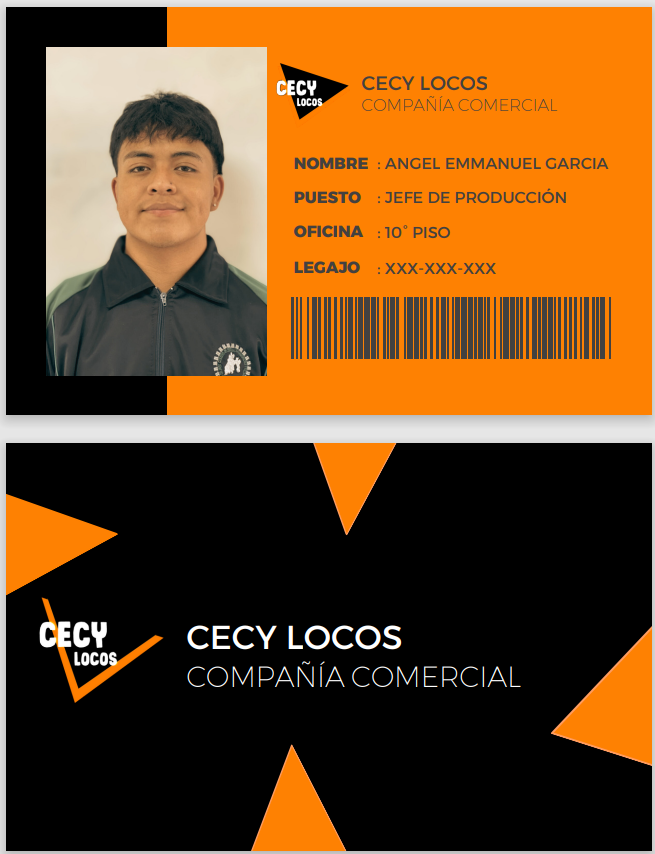 CECY
LOCOS
CECY LOCOS
COMPAÑÍA COMERCIAL
NOMBRE : ANGEL EMMANUEL GARCIA
PUESTO : JEFE DE PRODUCCIÓN
OFICINA : 10° PISO
LEGAJO : XXX-XXX-XXX
CECY
LOCOS
CECY LOCOS
COMPAÑÍA COMERCIAL